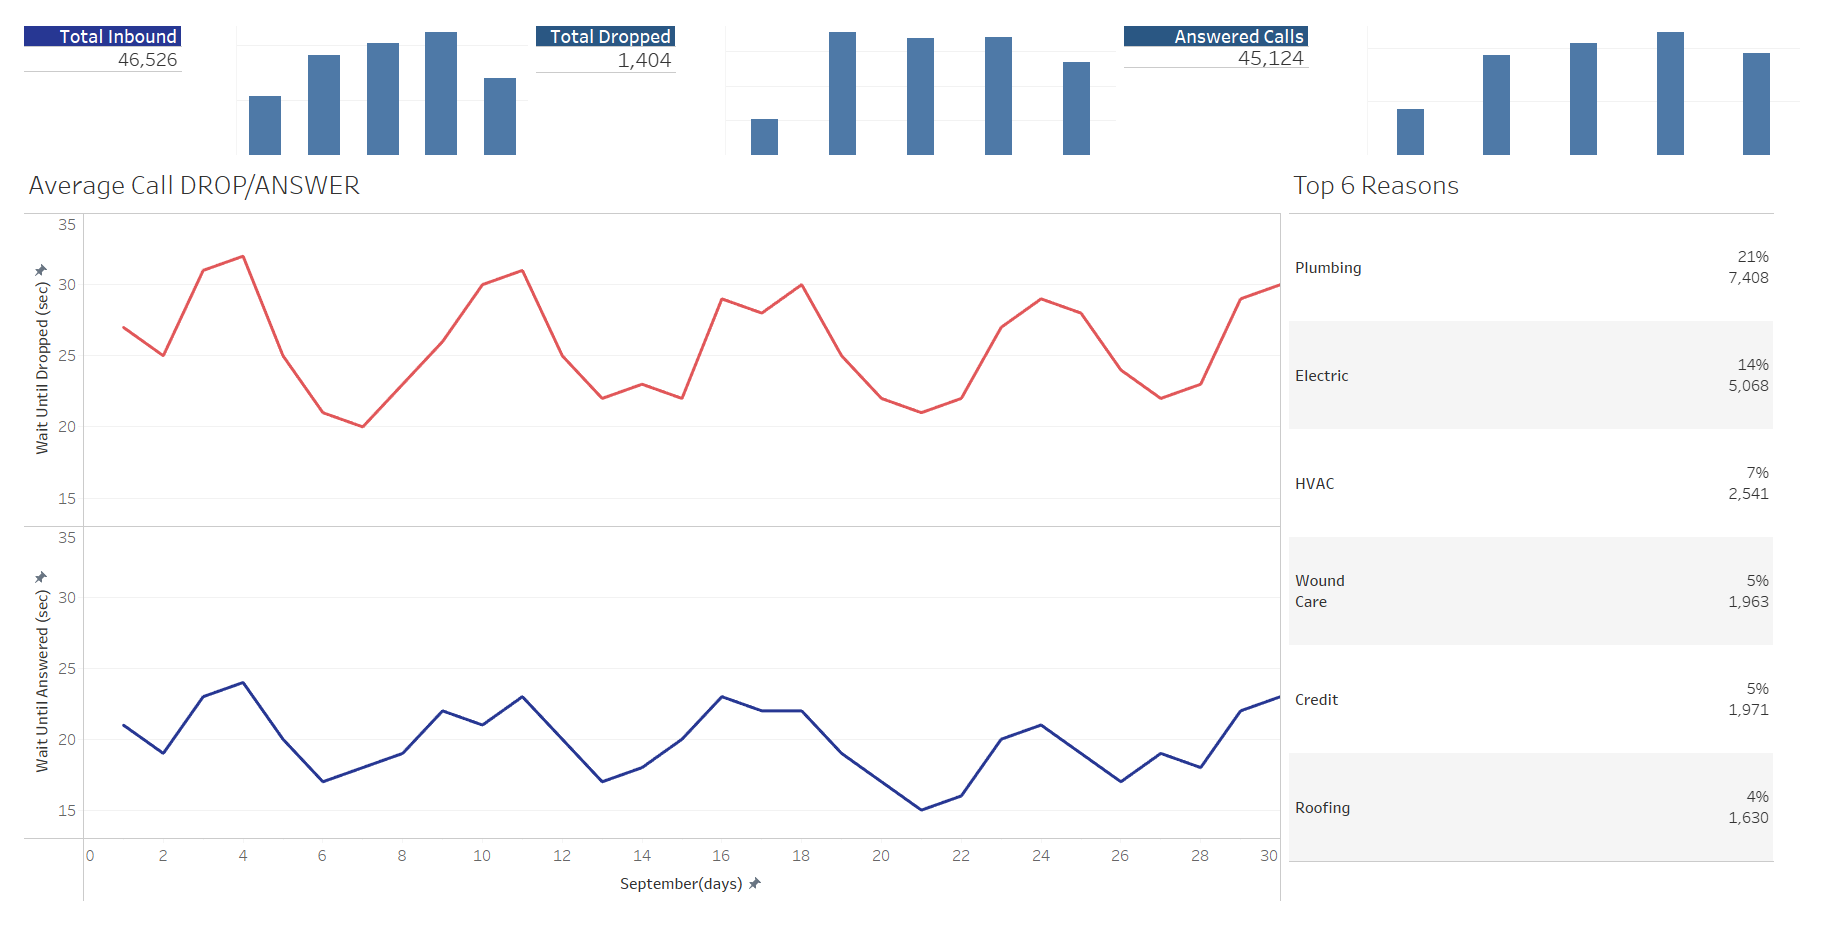 Total Inbound
46,526
Total Dropped
1,404
Answered Calls
45,124
Average Call DROP/ANSWER
Top 6 Reasons
Wait Until Dropped (sec)
35
30
25
20
15
Wait Until Answered (sec)
35
30
25
20
15
0 2 4 6 8 10 12 14 16 18 20 22 24 26 28 30
September(days)
Plumbing
21%
7,408
Electric
14%
5,068
HVAC
7%
2,541
Wound
Care
5%
1,963
Credit
5%
1,971
Roofing
4%
1,630